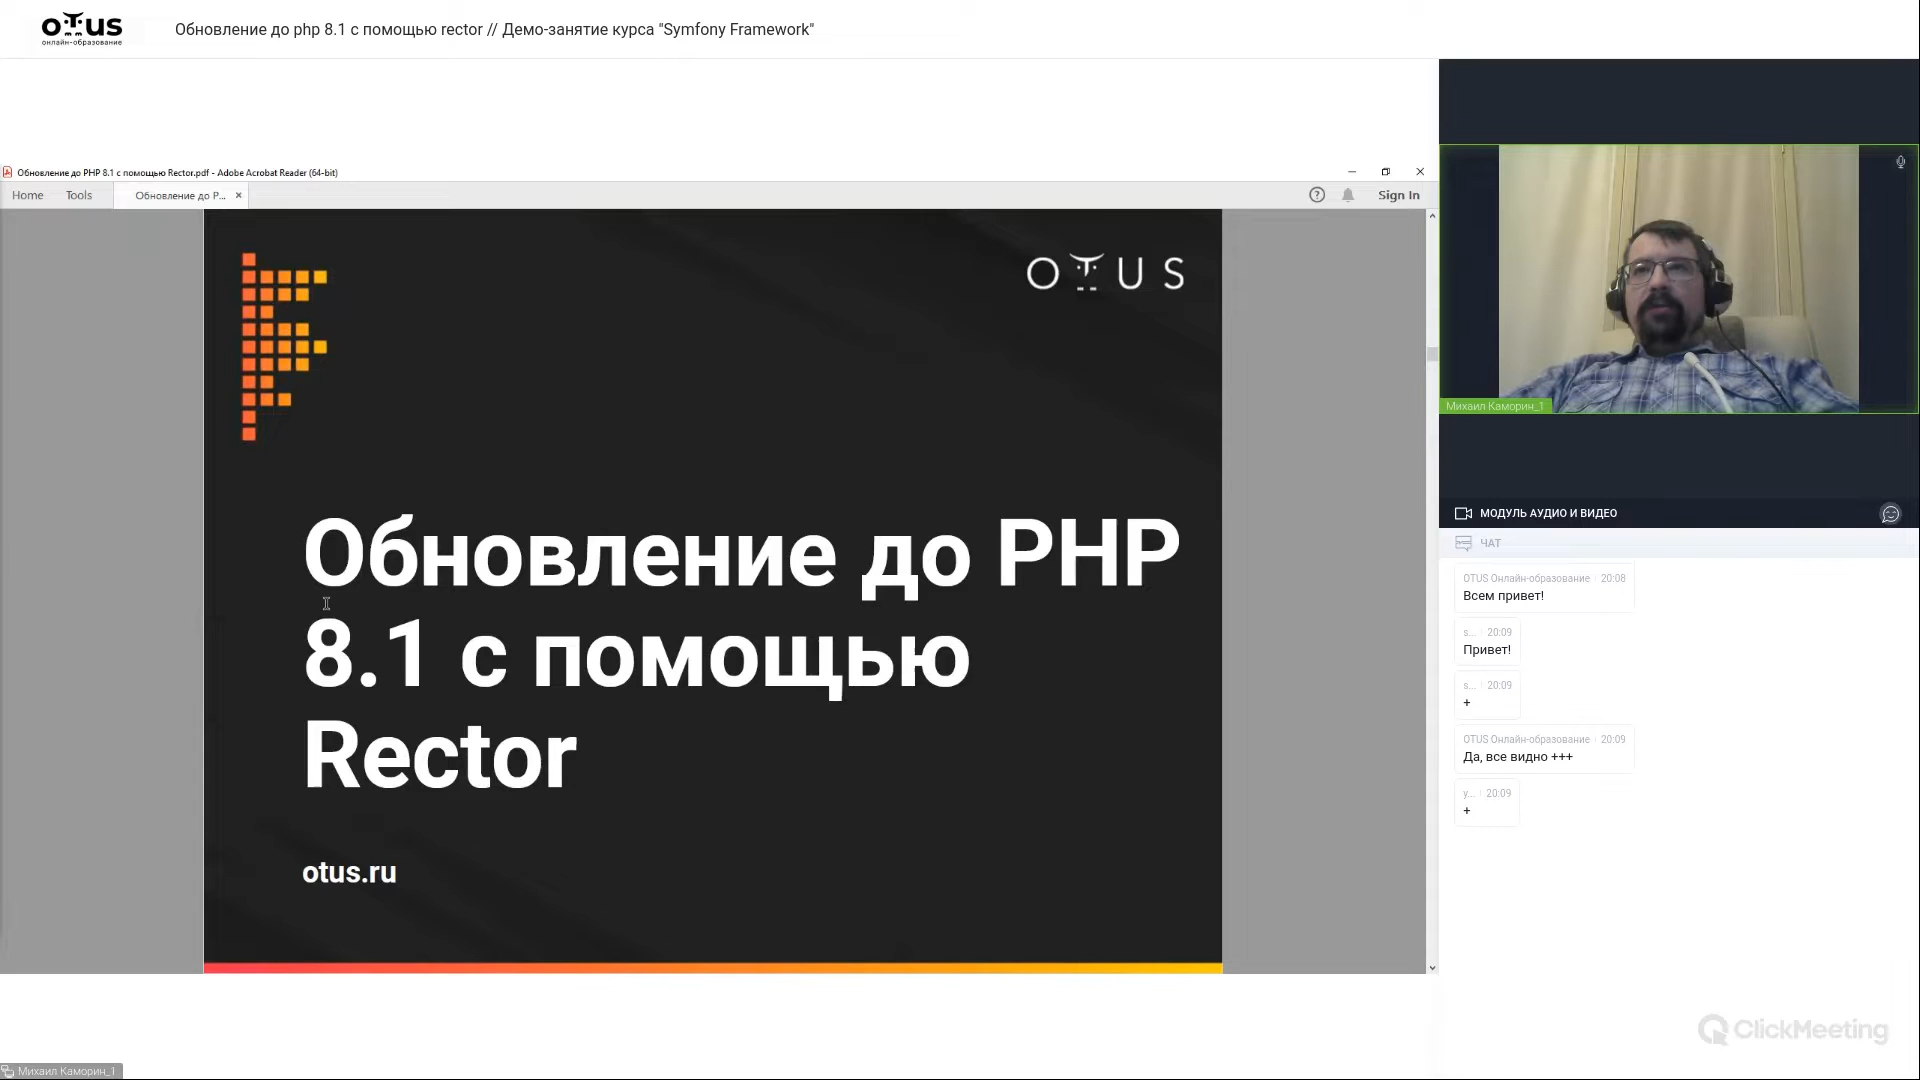 OTUS
онлайн-образование
Обновление до php 8.1 с помощью rector // Демо-занятие курса "Symfony Framework"
Обновление до PHP 8.1 с помощью Rector.pdf - Adobe Acrobat Reader (64-bit)
Home Tools Обновление до P... × Sign In
OTUS
Обновление до PHP
8.1 с помощью
Rector
otus.ru
Михаил Каморин_1
МОДУЛЬ АУДИО И ВИДЕО
ЧАТ
OTUS Онлайн-образование 20:08
Всем привет!
s... 20:09
Привет!
s... 20:09
+
OTUS Онлайн-образование 20:09
Да, все видно +++
y... 20:09
+
ClickMeeting
Михаил Каморин_1